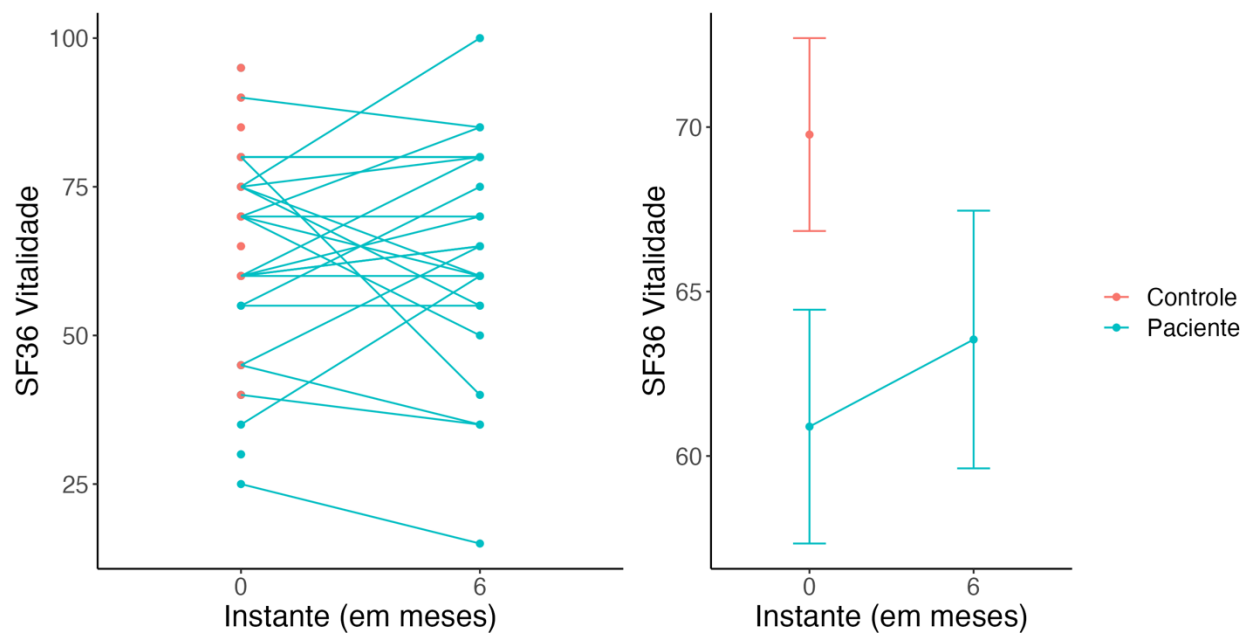 100
75
50
25
SF36 Vitalidade
0
6
Instante (em meses)
70
65
60
SF36 Vitalidade
0
6
Instante (em meses)
Controle
Paciente